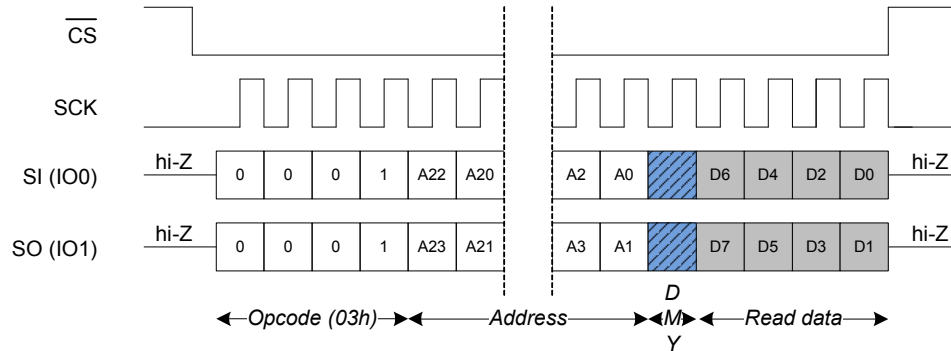 CS
SCK
hi-Z hi-Z
SI (IO0) 0 0 0 1 A22 A20 A2 A0 D6 D4 D2 D0
hi-Z hi-Z
SO (IO1) 0 0 0 1 A23 A21 A3 A1 D7 D5 D3 D1
Opcode (03h) Address D M Y Read data